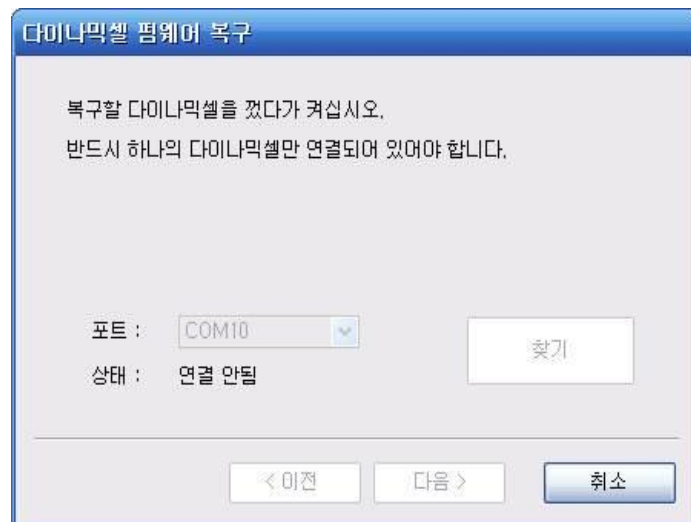 다이나믹셀 펌웨어 복구
복구할 다이나믹셀을 껐다가 켜십시오.
반드시 하나의 다이나믹셀만 연결되어 있어야 합니다.
포트 : COM10
찾기
상태 : 연결 안됨
< 이전 다음 > 취소